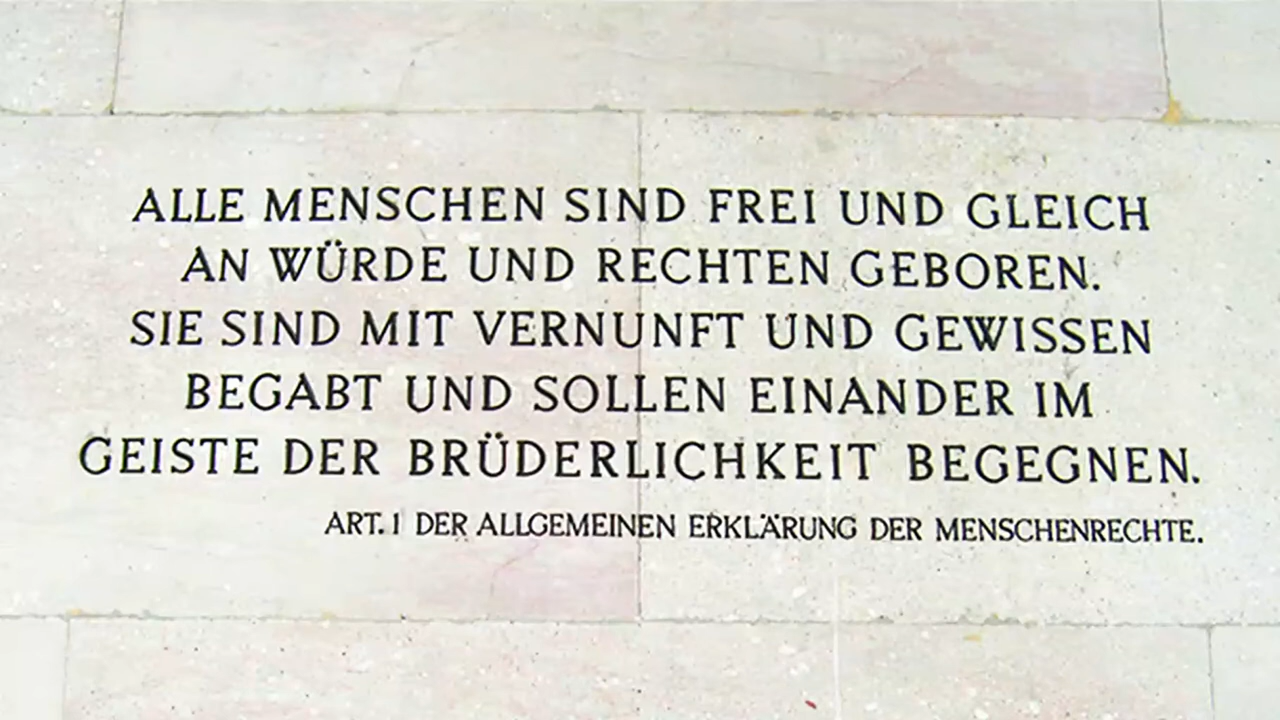 ALLE MENSCHEN SIND FREI UND GLEICH
AN WÜRDE UND RECHTEN GEBOREN.
SIE SIND MIT VERNUNFT UND GEWISSEN
BEGABT UND SOLLEN EINANDER IM
GEISTE DER BRÜDERLICHKEIT BEGEGNEN.
ART. 1 DER ALLGEMEINEN ERKLÄRUNG DER MENSCHENRECHTE.